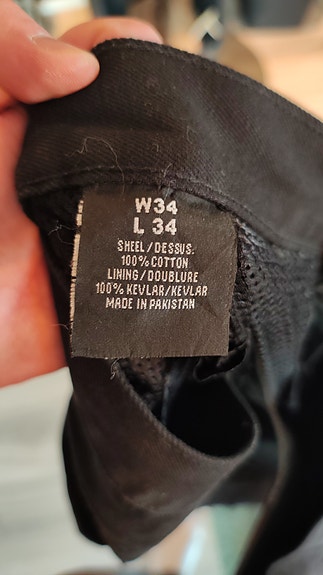 W34
L 34
SHEEL/DESSUS.
100% COTTON
LINING/DOUBLURE
100% KEVLAR/KEVLAR
MADE IN PAKISTAN